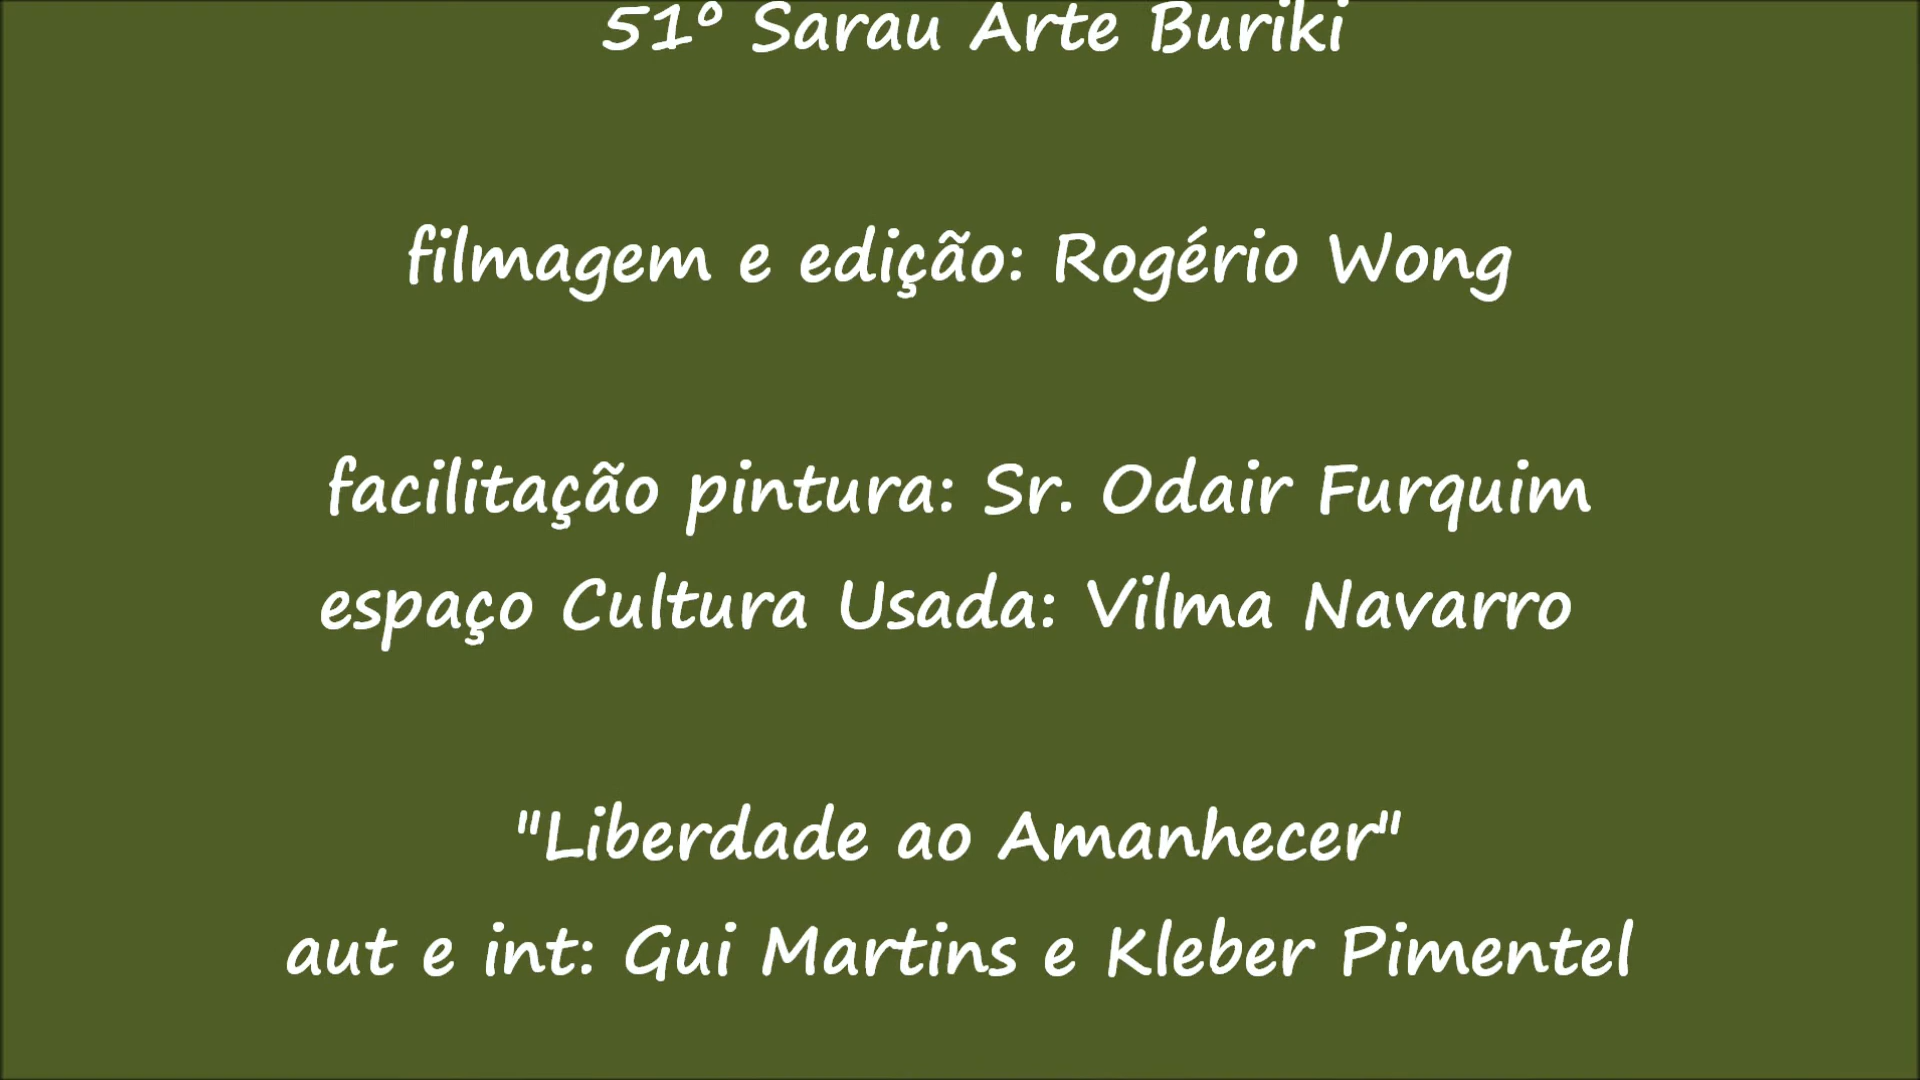 51º Sarau Arte Buriki
filmagem e edição: Rogério Wong
facilitação pintura: Sr. Odair Furquim
espaço Cultura Usada: Vilma Navarro
"Liberdade ao Amanhecer"
aut e int: Gui Martins e Kleber Pimentel